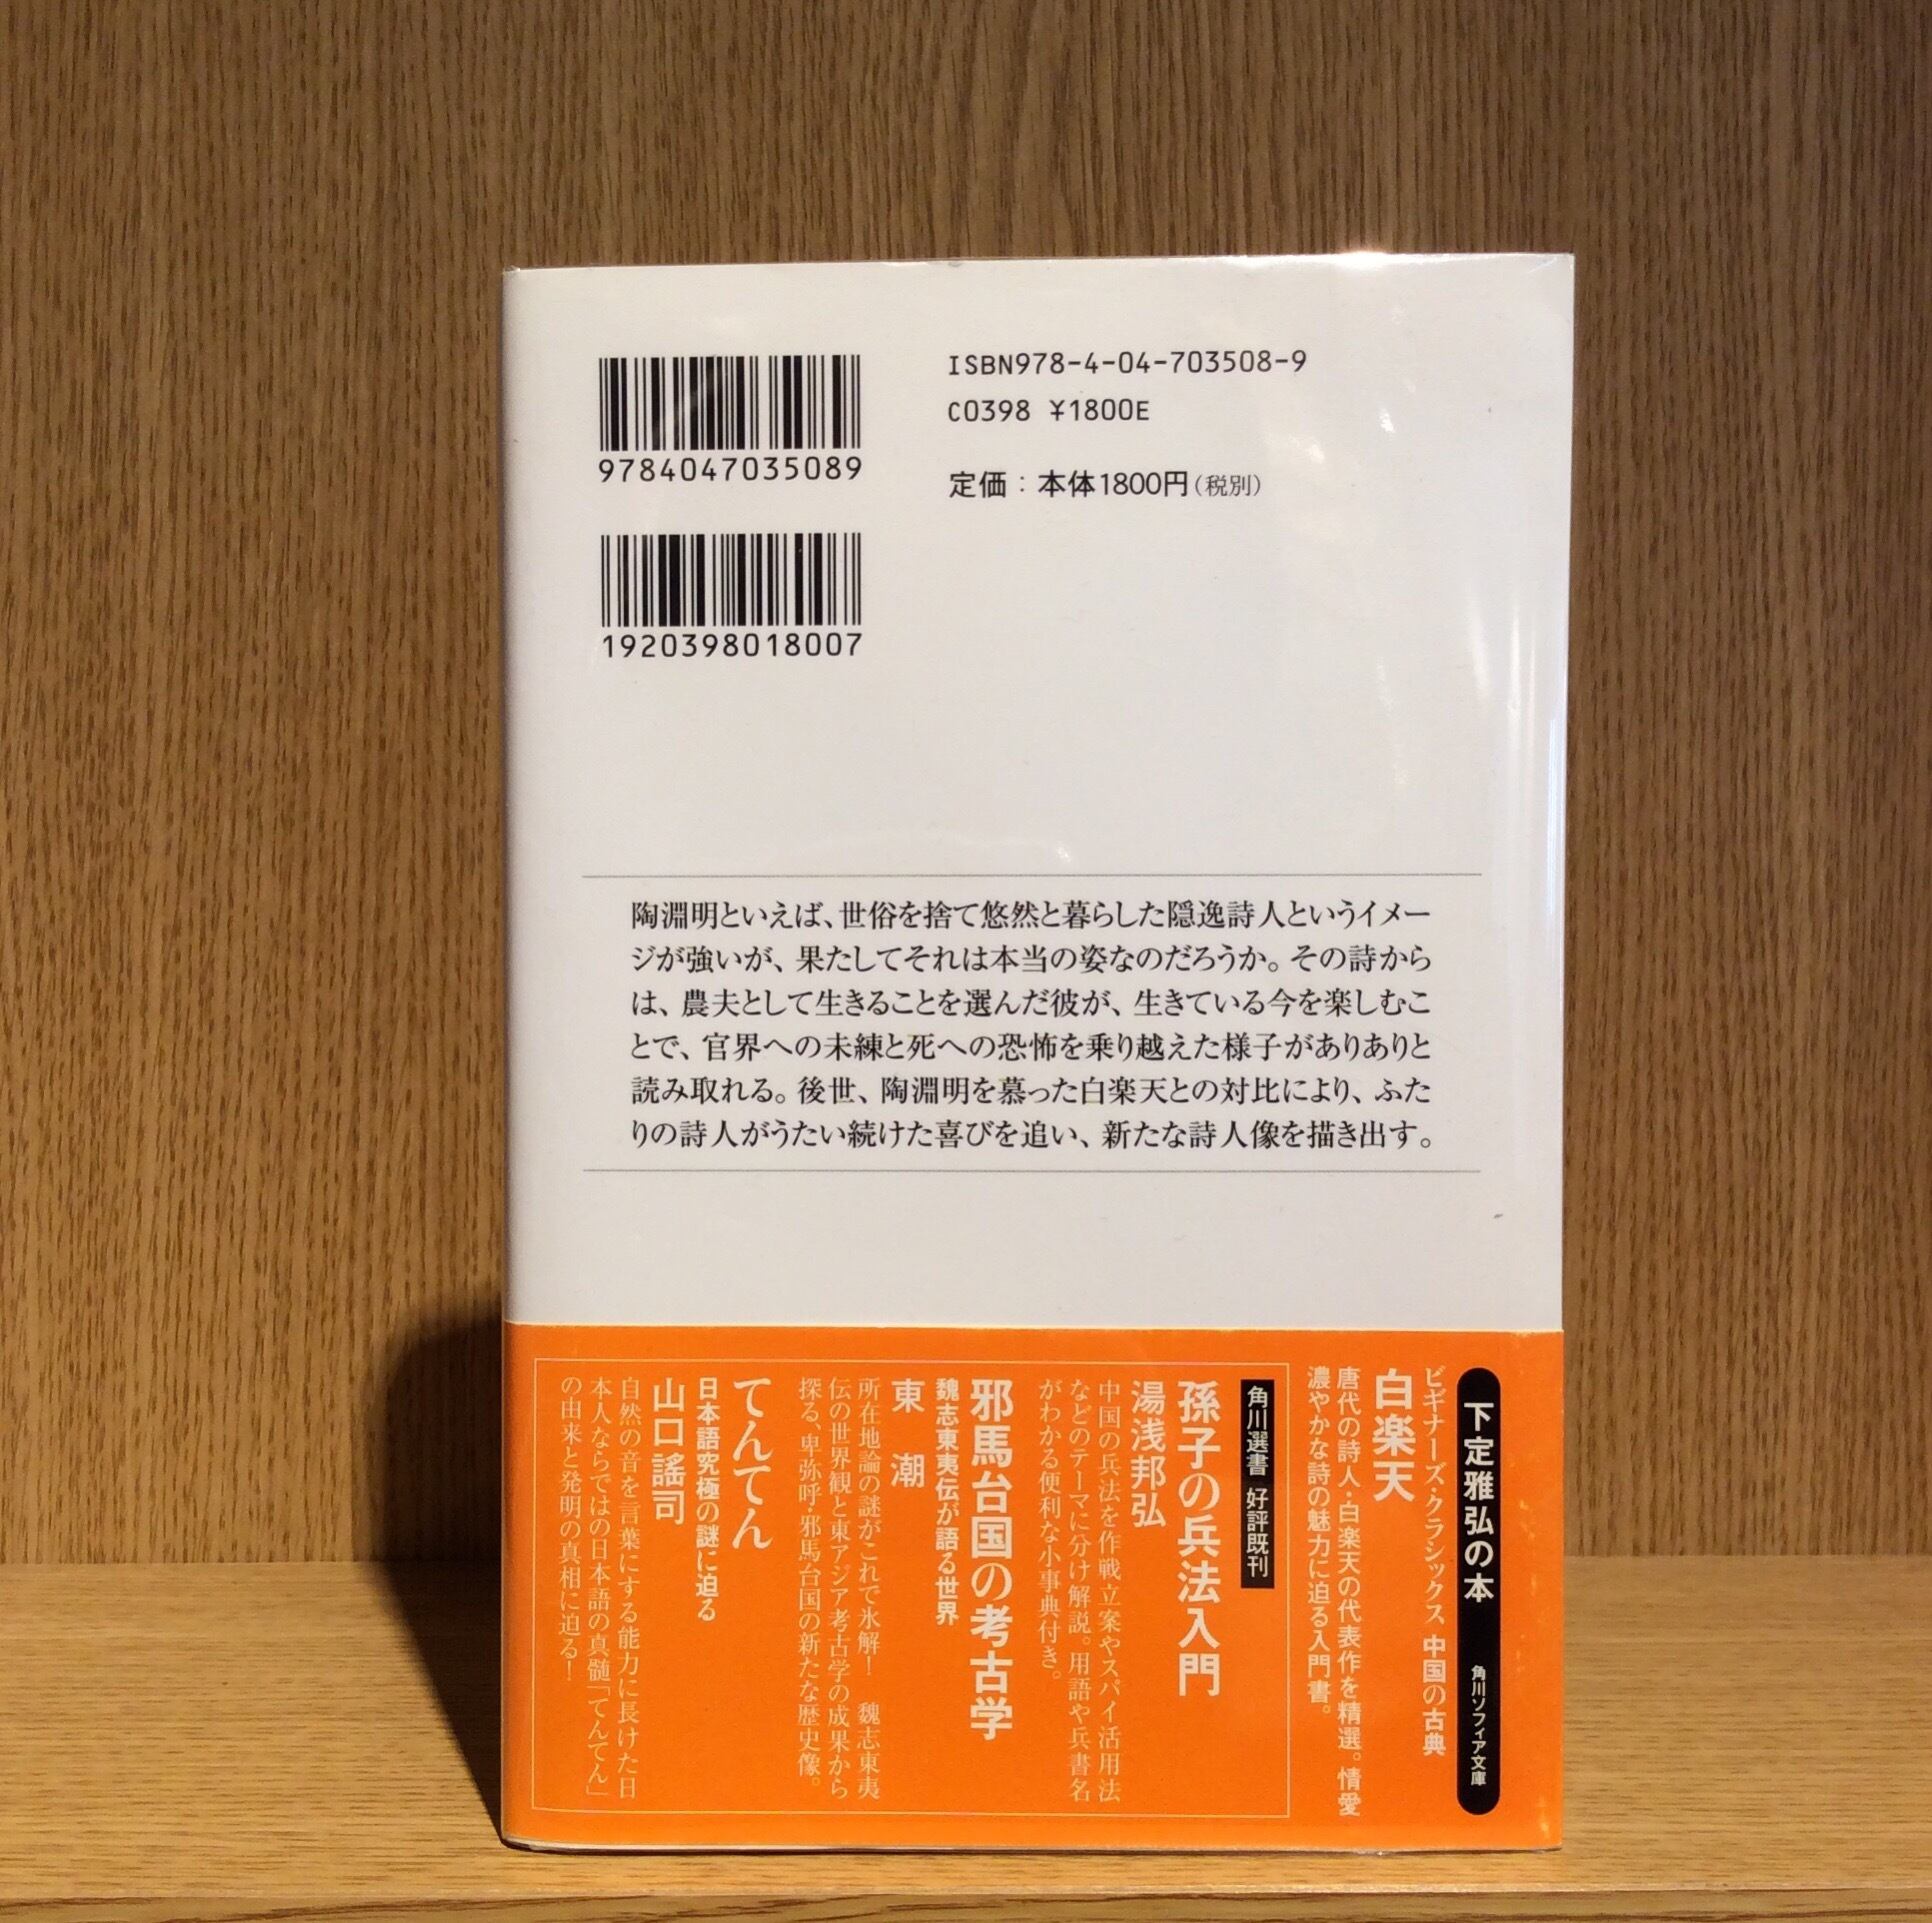 9784047035089
1920398018007
ISBN978-4-04-703508-9
C0398 ¥1800E
定価：本体1800円（税別）
陶淵明といえば、世俗を捨て悠然と暮らした隠逸詩人というイメー
ジが強いが、果たしてそれは本当の姿なのだろうか。その詩から
は、農夫として生きることを選んだ彼が、生きている今を楽しむこ
とで、官界への未練と死への恐怖を乗り越えた様子がありありと
読み取れる。後世、陶淵明を慕った白楽天との対比により、ふた
りの詩人がうたい続けた喜びを追い、新たな詩人像を描き出す。
下定雅弘の本 角川ソフィア文庫
ビギナーズ・クラシックス 中国の古典
白楽天
唐代の詩人・白楽天の代表作を精選。情愛
濃やかな詩の魅力に迫る入門書。
角川選書 好評既刊
孫子の兵法入門
湯浅邦弘
中国の兵法を作戦立案やスパイ活用法
などのテーマに分け解説。用語や兵書名
がわかる便利な小事典付き。
邪馬台国の考古学
魏志東夷伝が語る世界
東 潮
所在地論の謎がこれで氷解！ 魏志東夷
伝の世界観と東アジア考古学の成果から
探る、卑弥呼・邪馬台国の新たな歴史像。
てんてん
日本語究極の謎に迫る
山口謠司
自然の音を言葉にする能力に長けた日
本人ならではの日本語の真髄「てんてん」
の由来と発明の真相に迫る！